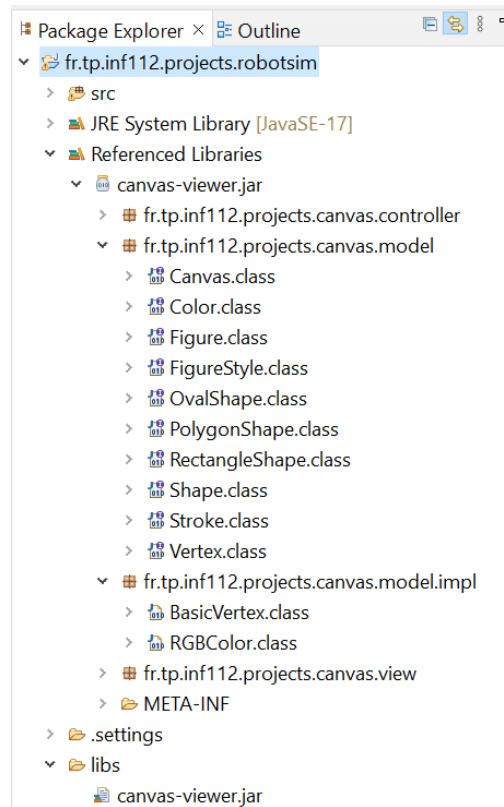 Package Explorer × Outline
fr.tp.inf112.projects.robotsim
src
JRE System Library [JavaSE-17]
Referenced Libraries
canvas-viewer.jar
fr.tp.inf112.projects.canvas.controller
fr.tp.inf112.projects.canvas.model
Canvas.class
Color.class
Figure.class
FigureStyle.class
OvalShape.class
PolygonShape.class
RectangleShape.class
Shape.class
Stroke.class
Vertex.class
fr.tp.inf112.projects.canvas.model.impl
BasicVertex.class
RGBColor.class
fr.tp.inf112.projects.canvas.view
META-INF
.settings
libs
canvas-viewer.jar